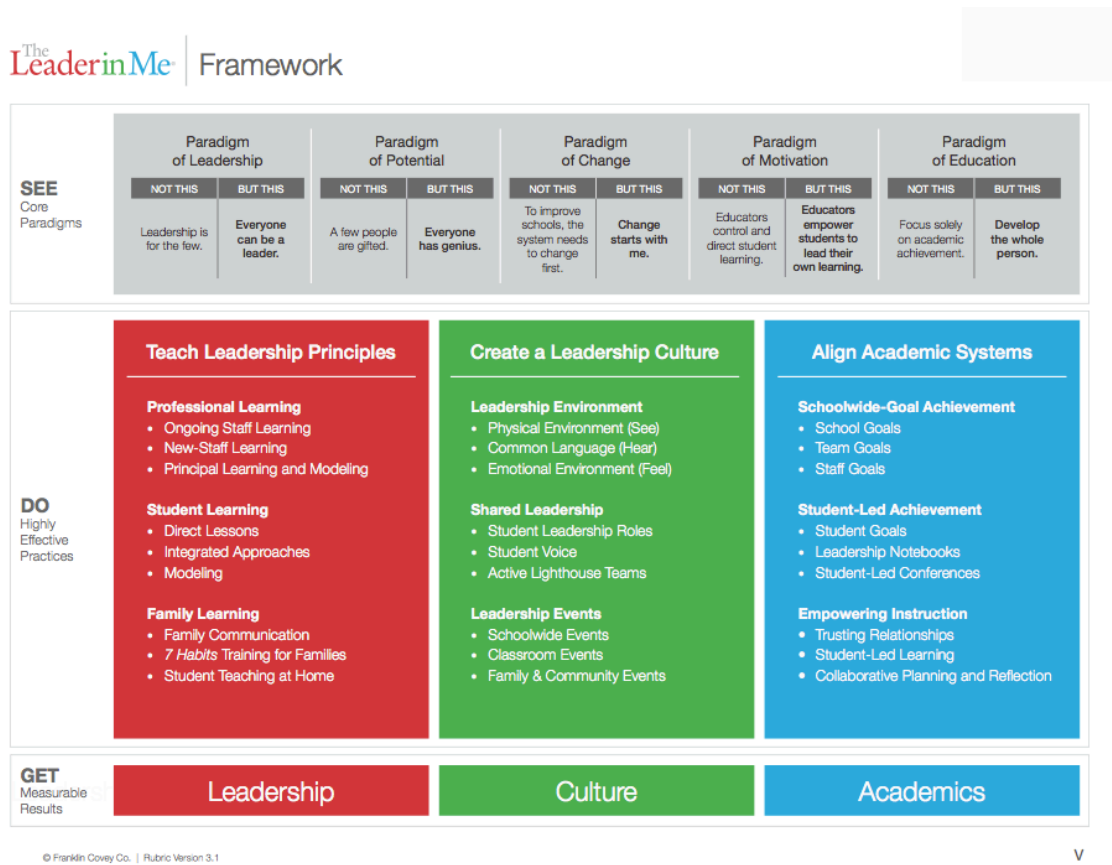 The
Leader in Me
Framework
SEE
Core
Paradigms
Paradigm
of Leadership
NOT THIS
BUT THIS
Leadership is
for the few.
Everyone
can be a
leader.
Paradigm
of Potential
NOT THIS
BUT THIS
A few people
are gifted.
Everyone
has genius.
Paradigm
of Change
NOT THIS
BUT THIS
To improve
schools, the
system needs
to change
first.
Change
starts with
me.
Paradigm
of Motivation
NOT THIS
BUT THIS
Educators
control and
direct student
learning.
Educators
empower
students to
lead their
own learning.
Paradigm
of Education
NOT THIS
BUT THIS
Focus solely
on academic
achievement.
Develop
the whole
person.
DO
Highly
Effective
Practices
Teach Leadership Principles
Professional Learning
• Ongoing Staff Learning
• New-Staff Learning
• Principal Learning and Modeling
Student Learning
• Direct Lessons
• Integrated Approaches
• Modeling
Family Learning
• Family Communication
• 7 Habits Training for Families
• Student Teaching at Home
Create a Leadership Culture
Leadership Environment
• Physical Environment (See)
• Common Language (Hear)
• Emotional Environment (Feel)
Shared Leadership
• Student Leadership Roles
• Student Voice
• Active Lighthouse Teams
Leadership Events
• Schoolwide Events
• Classroom Events
• Family & Community Events
Align Academic Systems
Schoolwide-Goal Achievement
• School Goals
• Team Goals
• Staff Goals
Student-Led Achievement
• Student Goals
• Leadership Notebooks
• Student-Led Conferences
Empowering Instruction
• Trusting Relationships
• Student-Led Learning
• Collaborative Planning and Reflection
GET
Measurable
Results
Leadership
Culture
Academics
© Franklin Covey Co. | Rubric Version 3.1
V